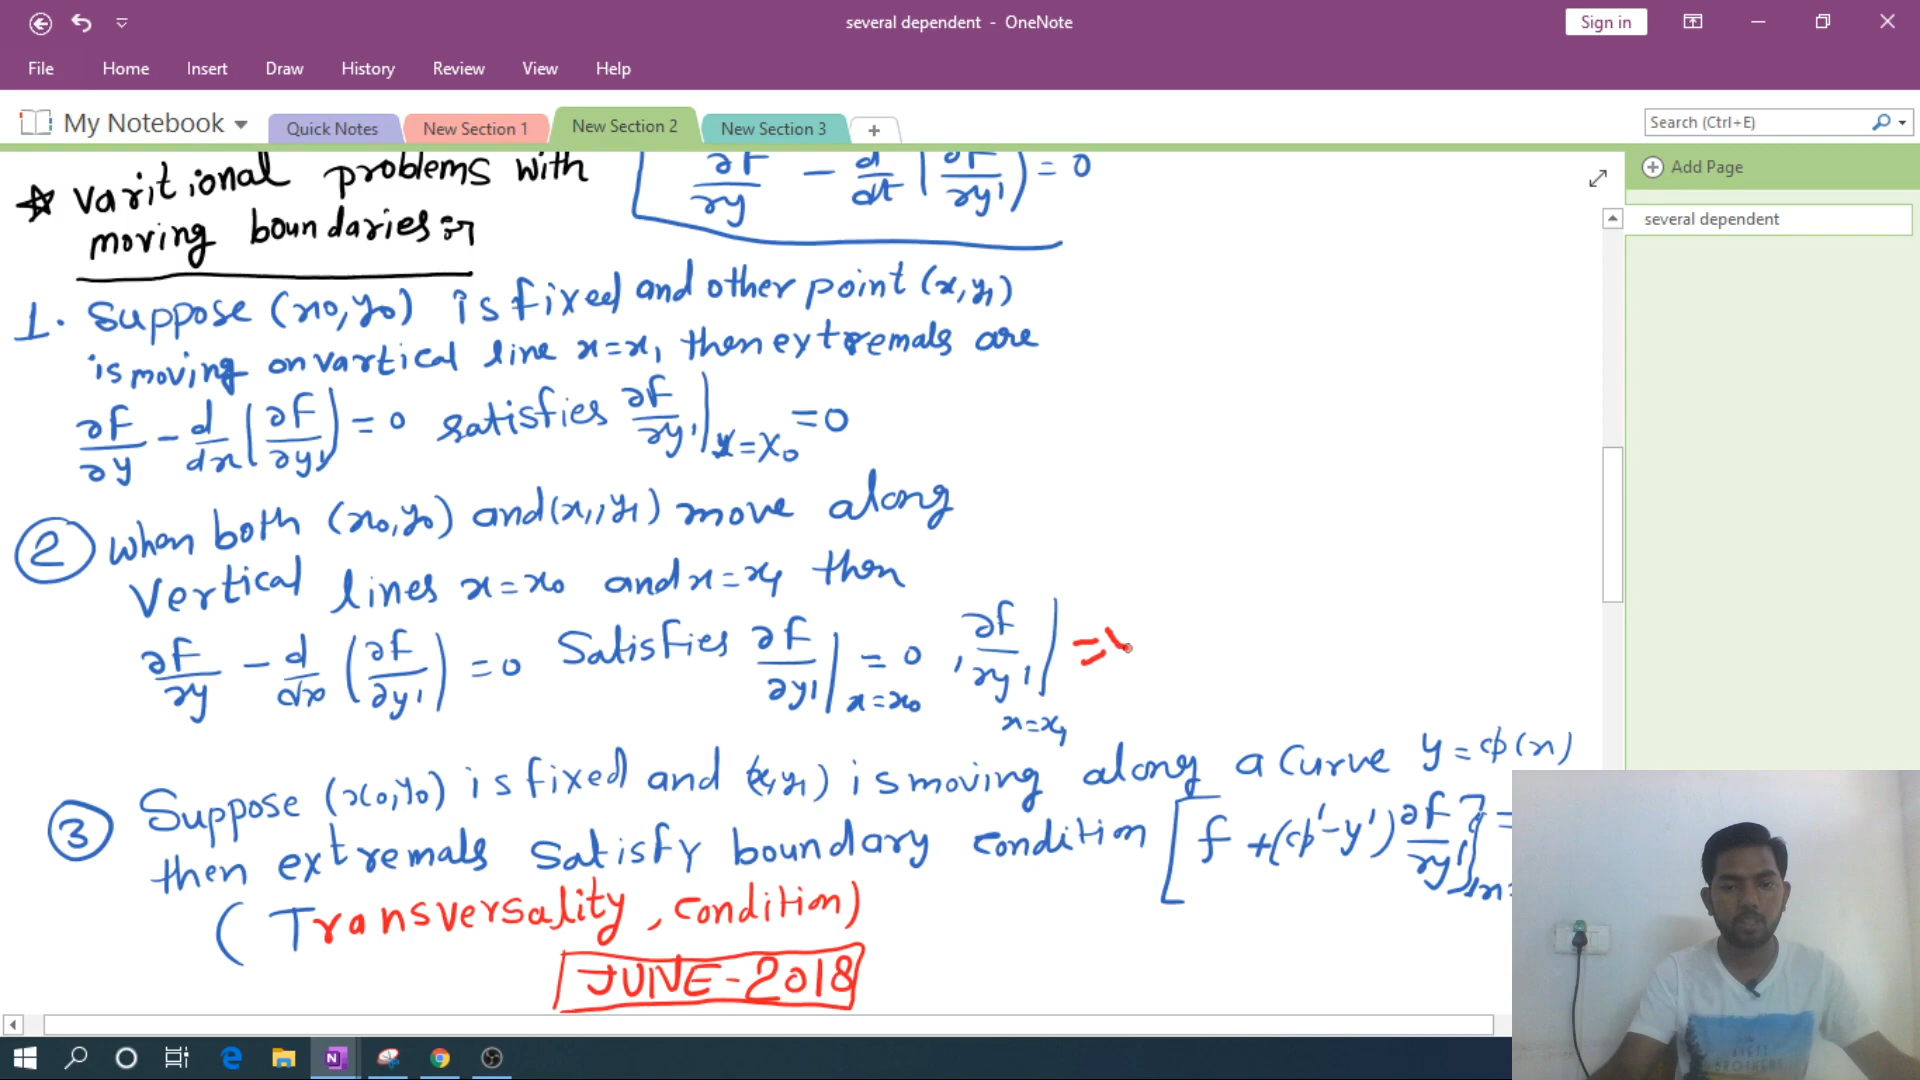 several dependent - OneNote
Sign in
File Home Insert Draw History Review View Help
My Notebook Quick Notes New Section 1 New Section 2 New Section 3 +
Search (Ctrl+E)
Add Page
several dependent
☆ Varitional problems with
moving boundaries :-
∂F/∂y - d/dt (∂F/∂y') = 0
1. Suppose (x0,y0) is fixed and other point (x,y1)
is moving on vartical line x=x1 then extremals are
∂F/∂y - d/dx (∂F/∂y') = 0 satisfies ∂F/∂y' | x=x0 = 0
② When both (x0,y0) and (x1,y1) move along
Vertical lines x=x0 and x=x1 then
∂F/∂y - d/dx (∂F/∂y') = 0 Satisfies ∂F/∂y' | x=x0 = 0 , ∂F/∂y' | x=x1 =
③ Suppose (x0,y0) is fixed and (x,y1) is moving along a Curve y=φ(x)
then extremals satisfy boundary condition [F + (φ'-y') ∂F/∂y'] x= =
(Transversality, condition)
JUNE-2018